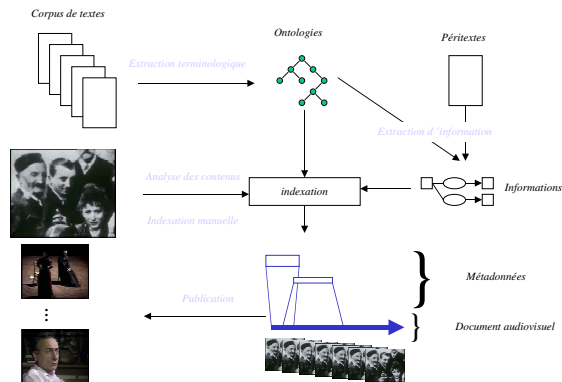 Corpus de textes
Ontologies
Péritextes
Extraction terminologique
Extraction d 'information
Analyse des contenus
indexation
Informations
Indexation manuelle
Métadonnées
Publication
Document audiovisuel